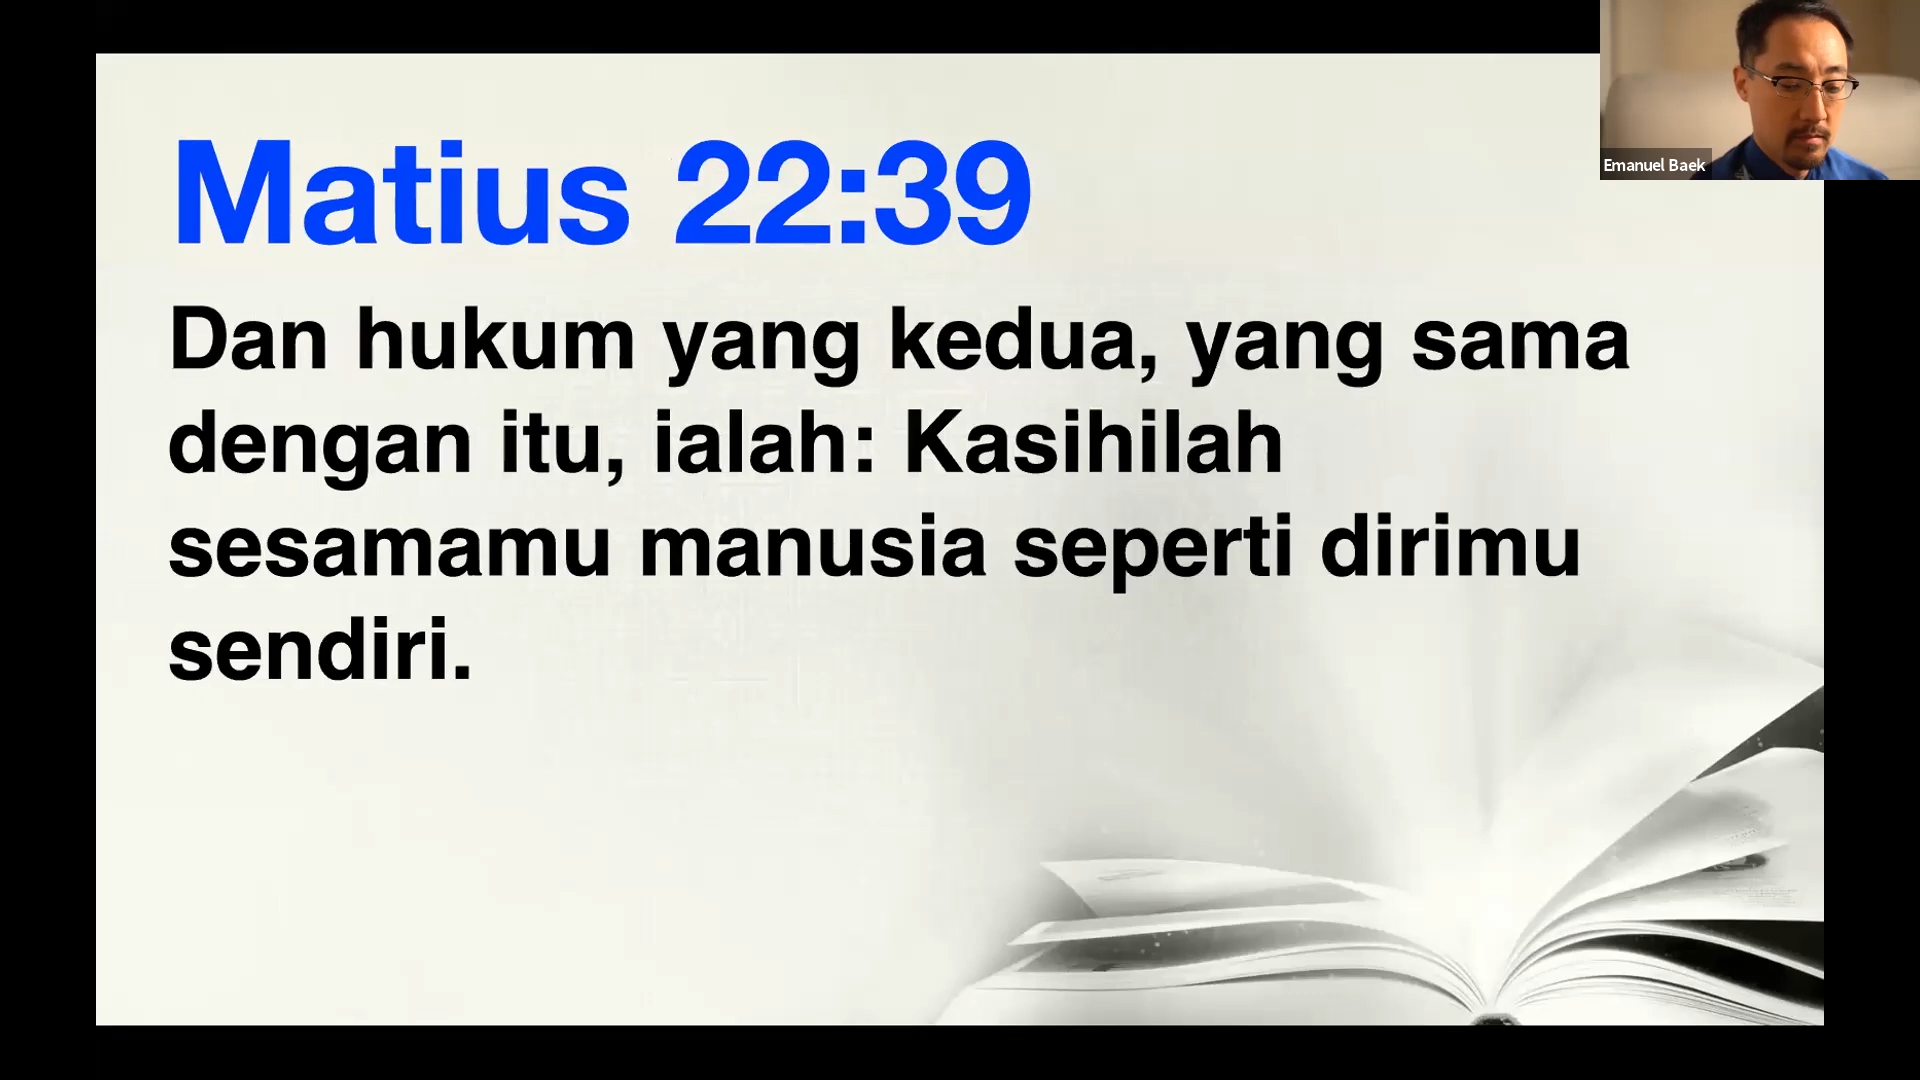 Matius 22:39
Dan hukum yang kedua, yang sama
dengan itu, ialah: Kasihilah
sesamamu manusia seperti dirimu
sendiri.
Emanuel Baek